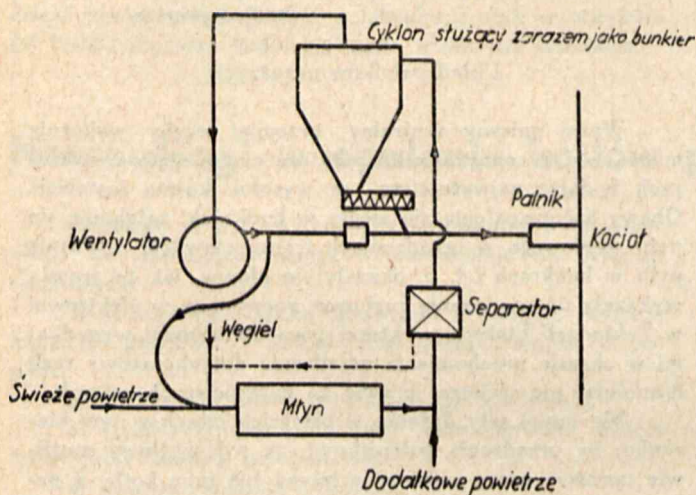 Cyklon służący zarazem jako bunkier
Palnik
Wentylator
Kocioł
Węgiel
Separator
Świeże powietrze
Młyn
Dodatkowe powietrze